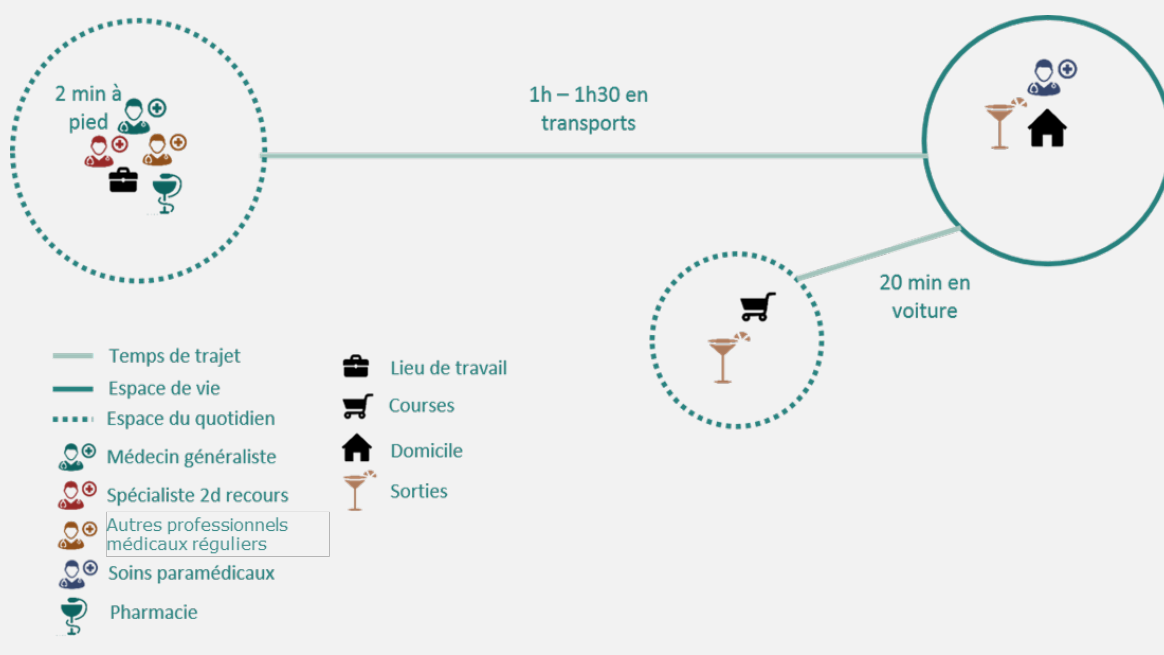 2 min à
pied
1h – 1h30 en
transports
20 min en
voiture
Temps de trajet
Espace de vie
Espace du quotidien
Médecin généraliste
Spécialiste 2d recours
Autres professionnels
médicaux réguliers
Soins paramédicaux
Pharmacie
Lieu de travail
Courses
Domicile
Sorties